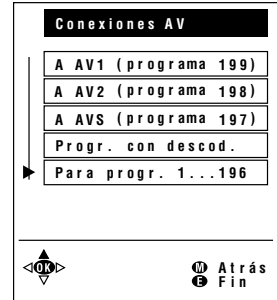 Conexiones AV
A AV1 (programa 199)
A AV2 (programa 198)
A AVS (programa 197)
Progr. con descod.
Para progr. 1...196
OK
M Atrás
E Fin